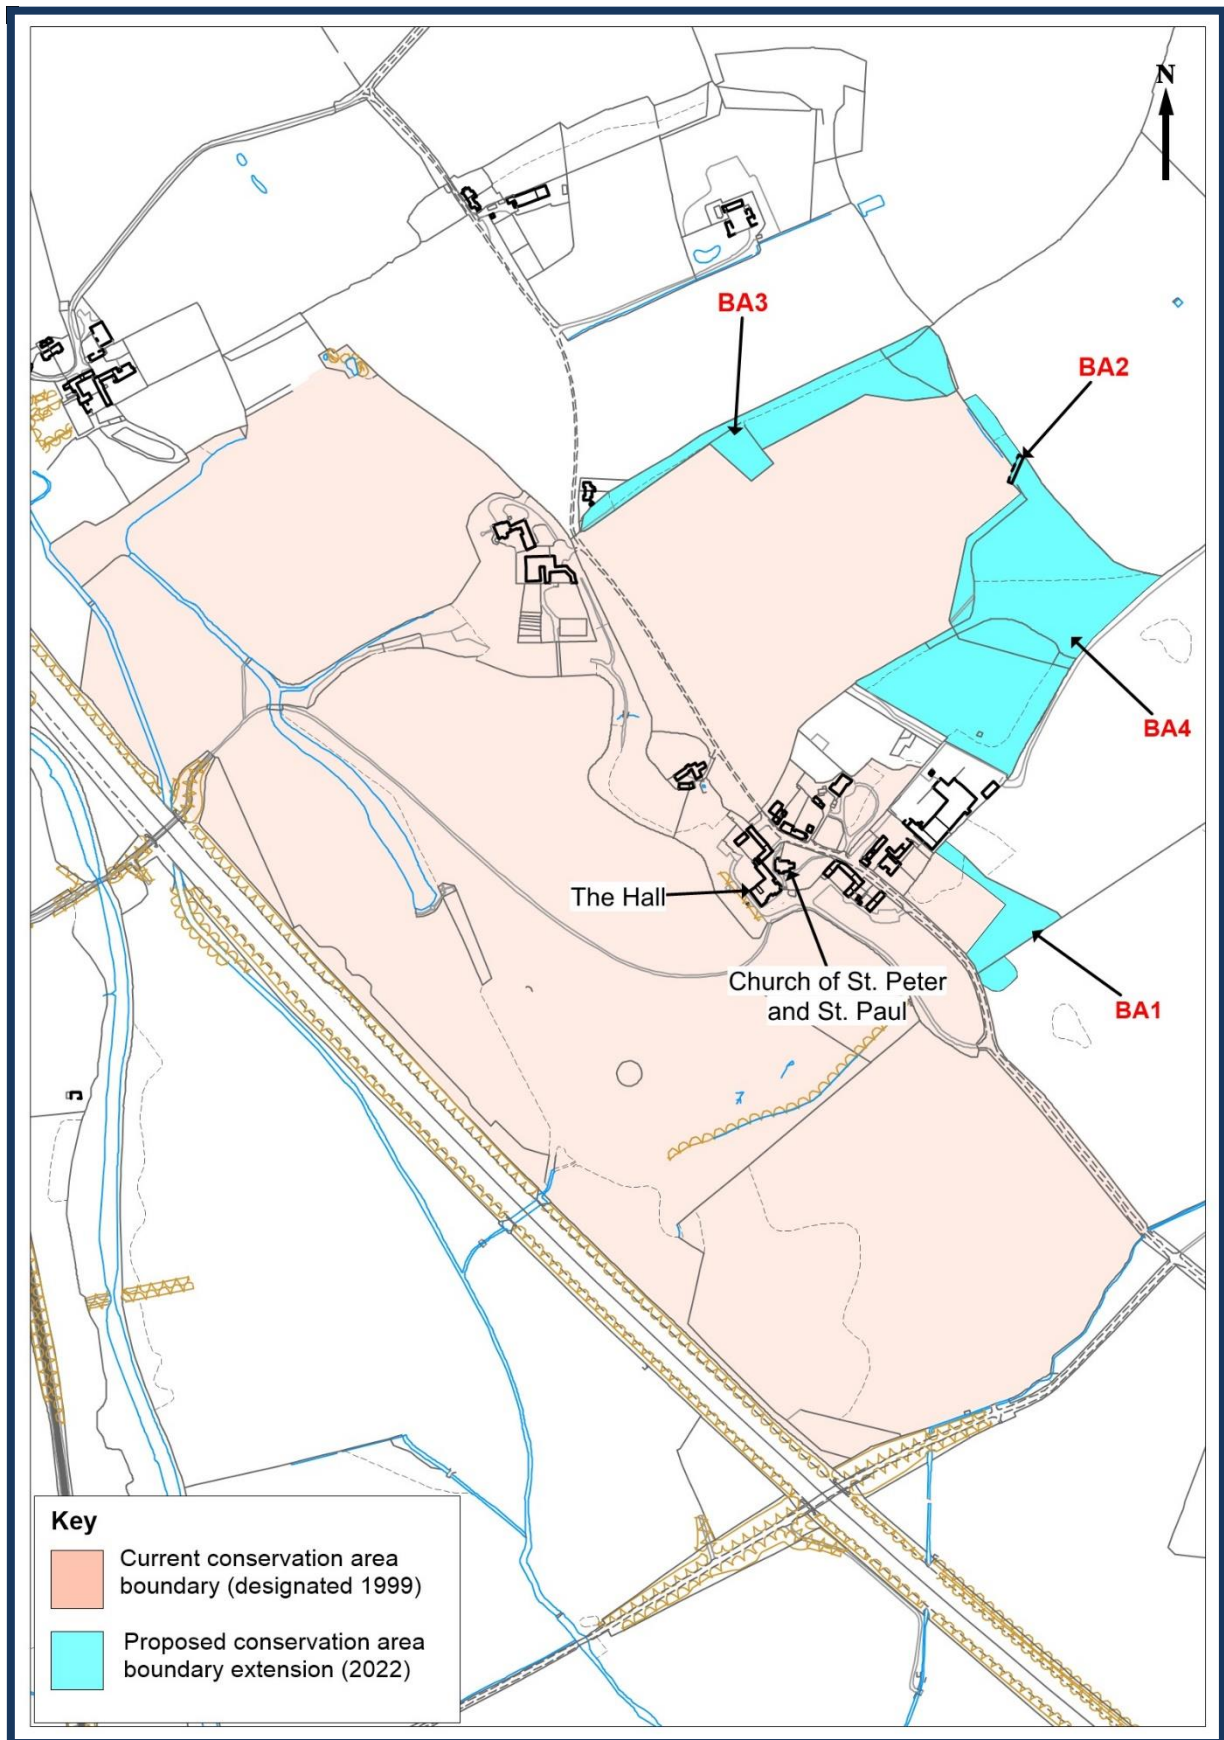 N
BA3
BA2
BA4
The Hall
Church of St. Peter
and St. Paul
BA1
Key
Current conservation area
boundary (designated 1999)
Proposed conservation area
boundary extension (2022)